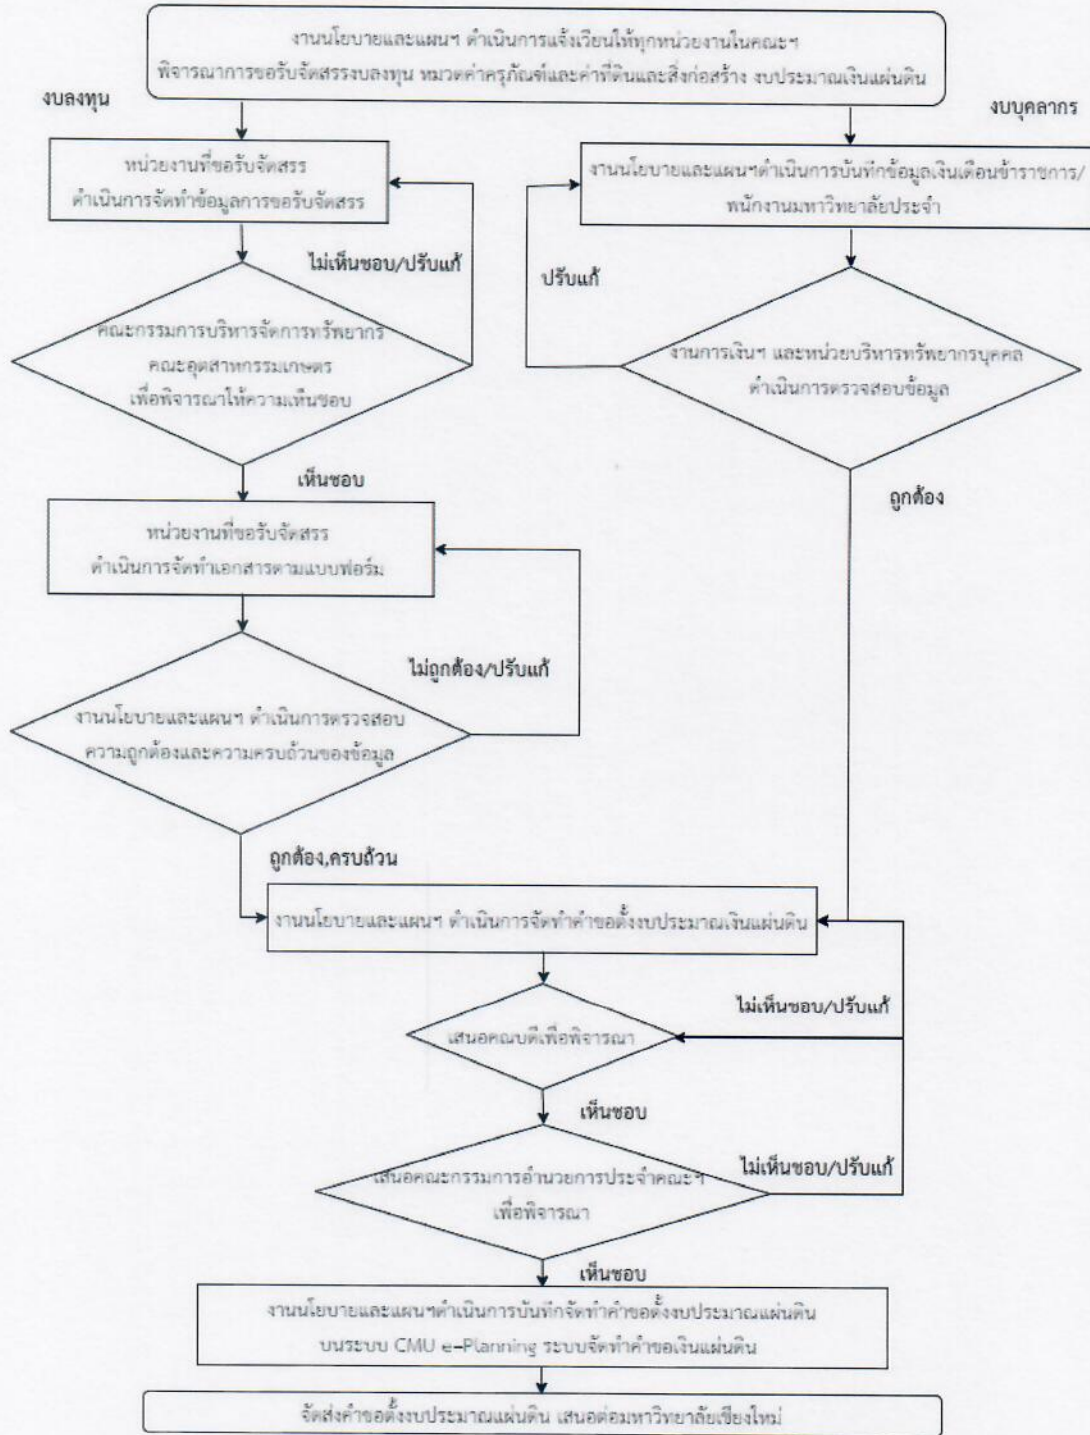 งานนโยบายและแผนฯ ดำเนินการแจ้งเวียนให้ทุกหน่วยงานในคณะฯ
พิจารณาการขอรับจัดสรรงบลงทุน หมวดค่าครุภัณฑ์และค่าที่ดินและสิ่งก่อสร้าง งบประมาณเงินแผ่นดิน
งบลงทุน
งบบุคลากร
หน่วยงานที่ขอรับจัดสรร
ดำเนินการจัดทำข้อมูลการขอรับจัดสรร
งานนโยบายและแผนฯดำเนินการบันทึกข้อมูลเงินเดือนข้าราชการ/
พนักงานมหาวิทยาลัยประจำ
ไม่เห็นชอบ/ปรับแก้
ปรับแก้
คณะกรรมการบริหารจัดการทรัพยากร
คณะอุตสาหกรรมเกษตร
เพื่อพิจารณาให้ความเห็นชอบ
งานการเงินฯ และหน่วยบริหารทรัพยากรบุคคล
ดำเนินการตรวจสอบข้อมูล
เห็นชอบ
ถูกต้อง
หน่วยงานที่ขอรับจัดสรร
ดำเนินการจัดทำเอกสารตามแบบฟอร์ม
ไม่ถูกต้อง/ปรับแก้
งานนโยบายและแผนฯ ดำเนินการตรวจสอบ
ความถูกต้องและความครบถ้วนของข้อมูล
ถูกต้อง,ครบถ้วน
งานนโยบายและแผนฯ ดำเนินการจัดทำคำขอตั้งงบประมาณเงินแผ่นดิน
ไม่เห็นชอบ/ปรับแก้
เสนอคณบดีเพื่อพิจารณา
เห็นชอบ
ไม่เห็นชอบ/ปรับแก้
เสนอคณะกรรมการอำนวยการประจำคณะฯ
เพื่อพิจารณา
เห็นชอบ
งานนโยบายและแผนฯดำเนินการบันทึกจัดทำคำขอตั้งงบประมาณแผ่นดิน
บนระบบ CMU e-Planning ระบบจัดทำคำขอเงินแผ่นดิน
จัดส่งคำขอตั้งงบประมาณแผ่นดิน เสนอต่อมหาวิทยาลัยเชียงใหม่